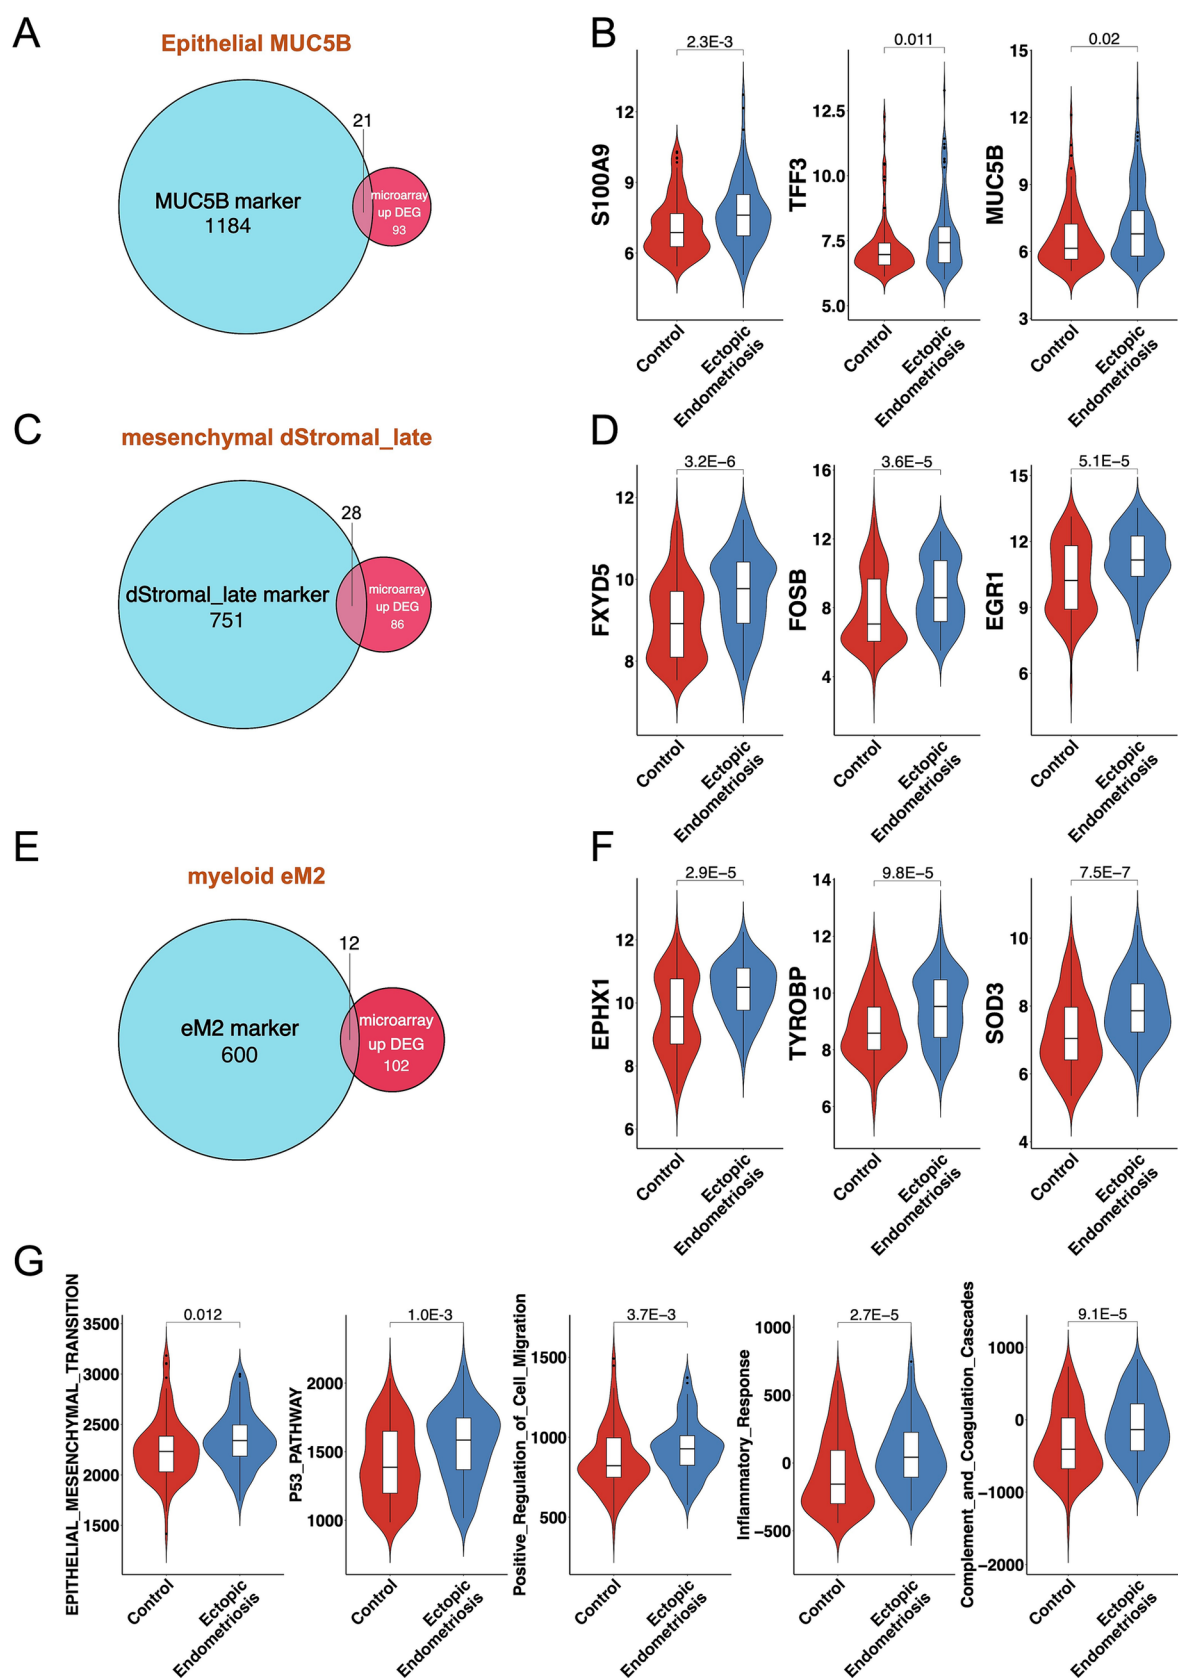 A
Epithelial MUC5B
21
MUC5B marker
1184
microarray
up DEG
93
B
2.3E-3
S100A9
12
9
6
Control
Ectopic
Endometriosis
0.011
TFF3
12.5
10.0
7.5
5.0
Control
Ectopic
Endometriosis
0.02
MUC5B
15
12
9
6
3
Control
Ectopic
Endometriosis
C
mesenchymal dStromal_late
28
dStromal_late marker
751
microarray
up DEG
86
D
3.2E−6
FXYD5
12
10
8
Control
Ectopic
Endometriosis
3.6E−5
FOSB
16
12
8
4
Control
Ectopic
Endometriosis
5.1E−5
EGR1
15
12
9
6
Control
Ectopic
Endometriosis
E
myeloid eM2
12
eM2 marker
600
microarray
up DEG
102
F
2.9E−5
EPHX1
12
10
8
6
Control
Ectopic
Endometriosis
9.8E−5
TYROBP
14
12
10
8
6
Control
Ectopic
Endometriosis
7.5E−7
SOD3
10
8
6
4
Control
Ectopic
Endometriosis
G
0.012
EPITHELIAL_MESENCHYMAL_TRANSITION
3500
3000
2500
2000
1500
Control
Ectopic
Endometriosis
1.0E-3
P53_PATHWAY
2000
1500
1000
Control
Ectopic
Endometriosis
3.7E−3
Positive_Regulation_of_Cell_Migration
1500
1000
500
Control
Ectopic
Endometriosis
2.7E−5
Inflammatory_Response
1000
500
0
−500
Control
Ectopic
Endometriosis
9.1E−5
Complement_and_Coagulation_Cascades
1000
0
−1000
−2000
Control
Ectopic
Endometriosis